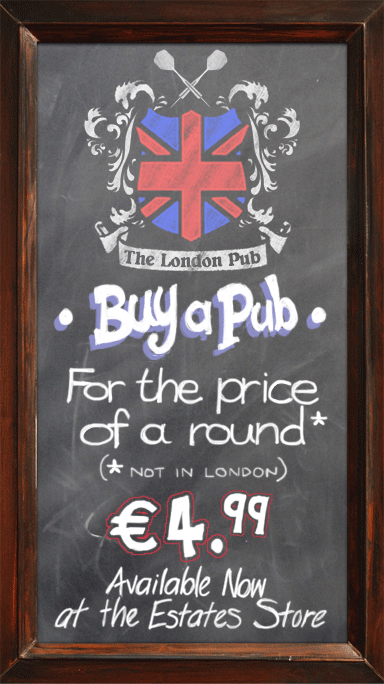 The London Pub
• Buy a Pub •
For the price
of a round*
(* NOT IN LONDON)
€4.99
Available Now
at the Estates Store